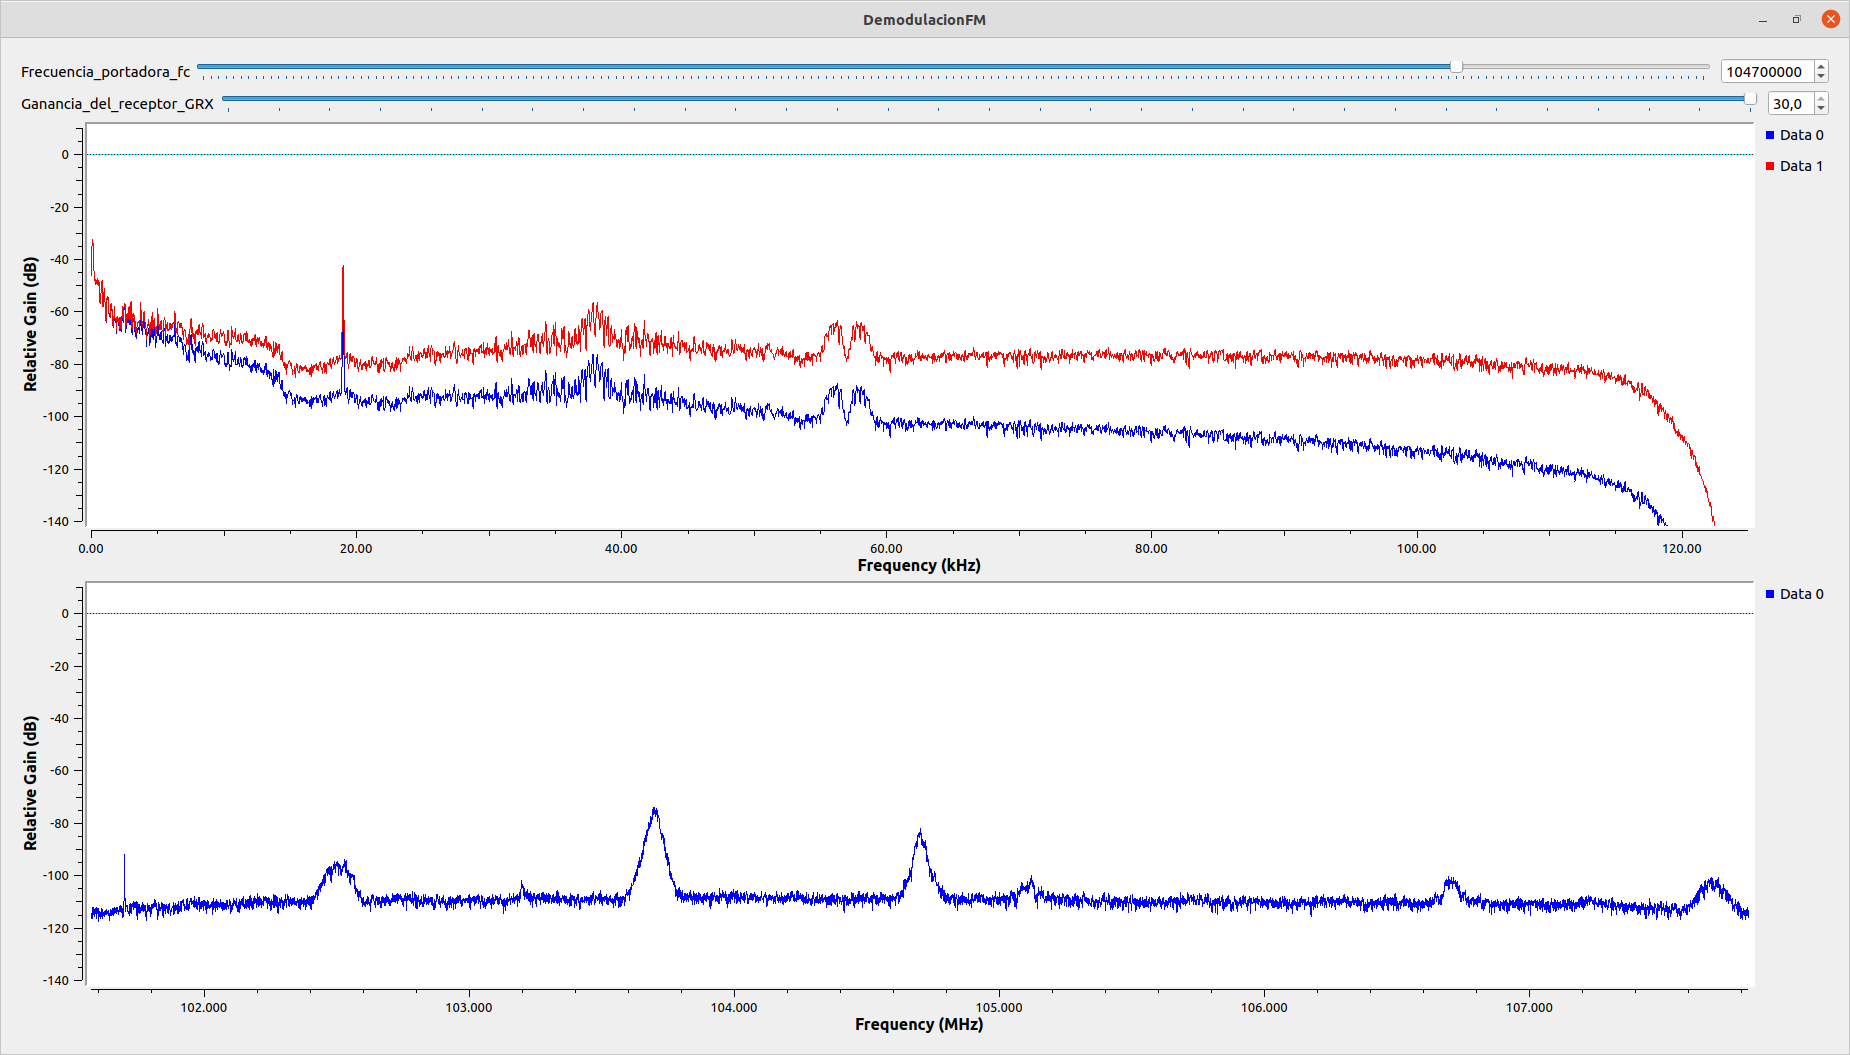 DemodulacionFM
Frecuencia_portadora_fc 104700000
Ganancia_del_receptor_GRX 30,0
Data 0
Data 1
Relative Gain (dB)
0
-20
-40
-60
-80
-100
-120
-140
0.00 20.00 40.00 60.00 80.00 100.00 120.00
Frequency (kHz)
Data 0
Relative Gain (dB)
0
-20
-40
-60
-80
-100
-120
-140
102.000 103.000 104.000 105.000 106.000 107.000
Frequency (MHz)